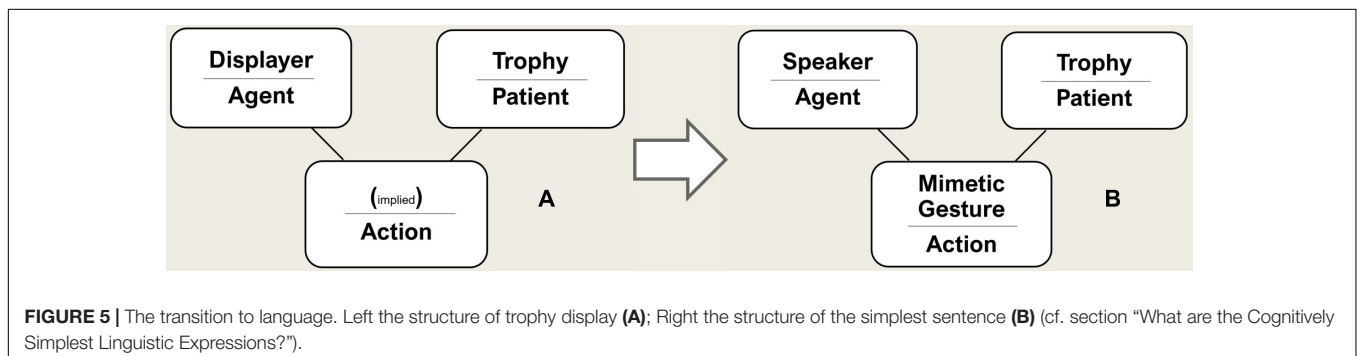 Displayer
Agent
Trophy
Patient
(implied)
Action
A
Speaker
Agent
Trophy
Patient
Mimetic
Gesture
Action
B
FIGURE 5 | The transition to language. Left the structure of trophy display (A); Right the structure of the simplest sentence (B) (cf. section “What are the Cognitively
Simplest Linguistic Expressions?”).